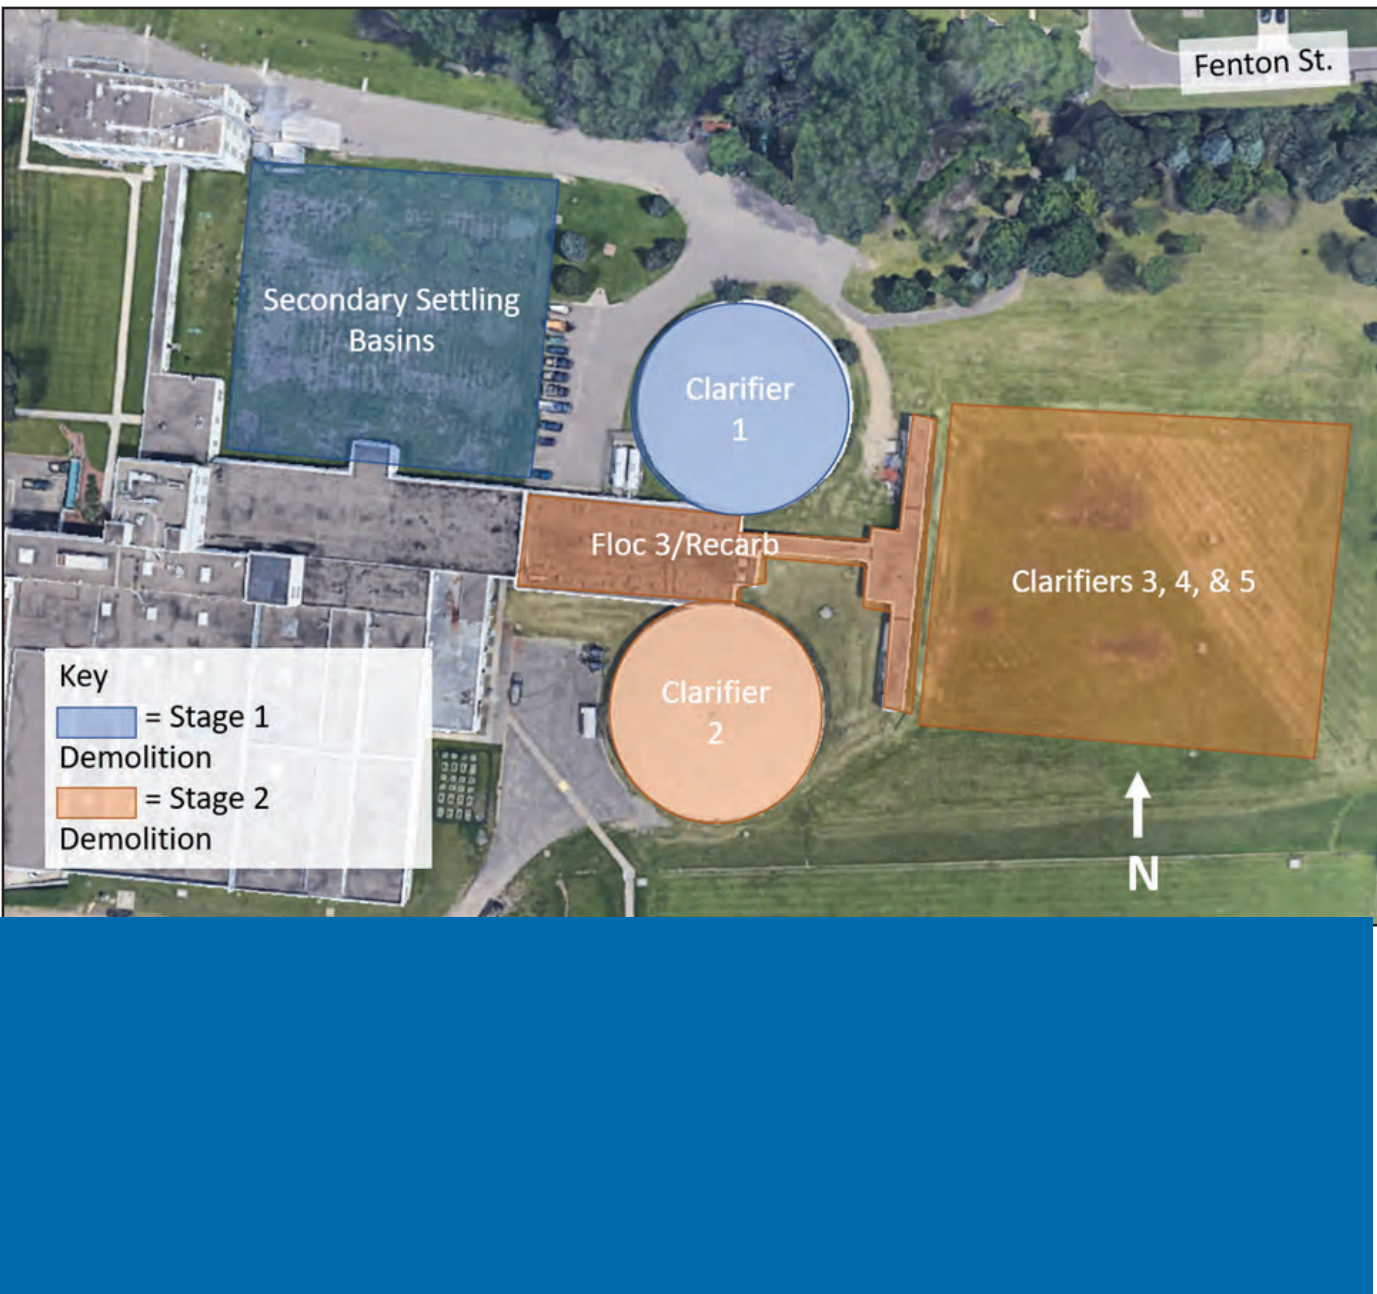 Fenton St.
Secondary Settling
Basins
Clarifier
1
Floc 3/Recarb
Clarifiers 3, 4, & 5
Clarifier
2
Key
= Stage 1
Demolition
= Stage 2
Demolition
N